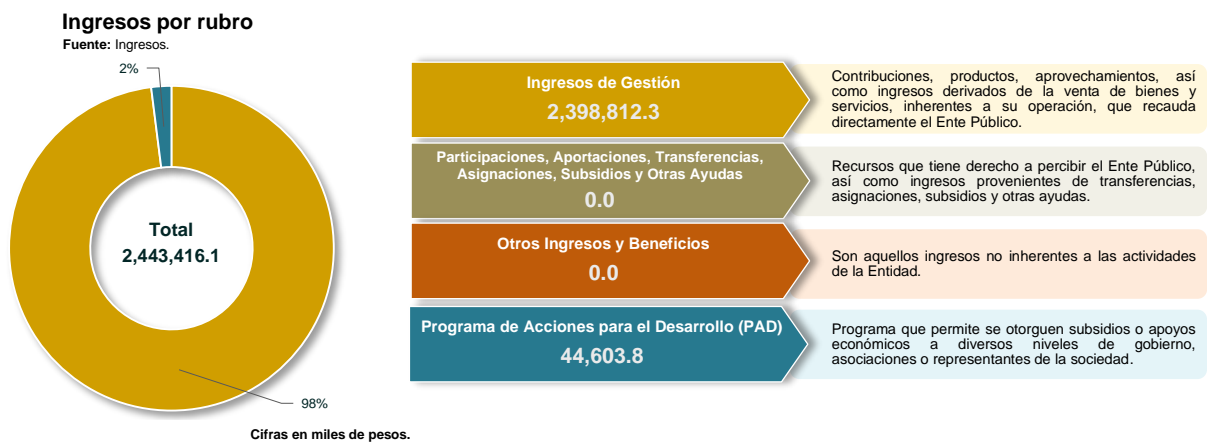 Ingresos por rubro
Fuente: Ingresos.
2%
Total
2,443,416.1
98%
Cifras en miles de pesos.
Ingresos de Gestión
2,398,812.3
Contribuciones, productos, aprovechamientos, así
como ingresos derivados de la venta de bienes y
servicios, inherentes a su operación, que recauda
directamente el Ente Público.
Participaciones, Aportaciones, Transferencias,
Asignaciones, Subsidios y Otras Ayudas
0.0
Recursos que tiene derecho a percibir el Ente Público,
así como ingresos provenientes de transferencias,
asignaciones, subsidios y otras ayudas.
Otros Ingresos y Beneficios
0.0
Son aquellos ingresos no inherentes a las actividades
de la Entidad.
Programa de Acciones para el Desarrollo (PAD)
44,603.8
Programa que permite se otorguen subsidios o apoyos
económicos a diversos niveles de gobierno,
asociaciones o representantes de la sociedad.